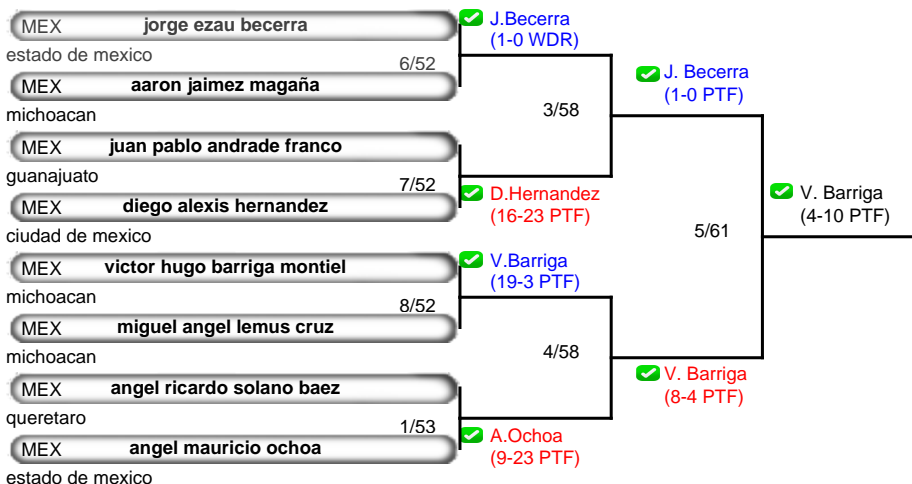 MEX jorge ezau becerra
J.Becerra
(1-0 WDR)
estado de mexico
6/52
J. Becerra
(1-0 PTF)
MEX aaron jaimez magaña
michoacan
3/58
MEX juan pablo andrade franco
guanajuato
7/52
D.Hernandez
(16-23 PTF)
V. Barriga
(4-10 PTF)
MEX diego alexis hernandez
ciudad de mexico
5/61
MEX victor hugo barriga montiel
V.Barriga
(19-3 PTF)
michoacan
8/52
MEX miguel angel lemus cruz
michoacan
4/58
MEX angel ricardo solano baez
V. Barriga
(8-4 PTF)
queretaro
1/53
A.Ochoa
(9-23 PTF)
MEX angel mauricio ochoa
estado de mexico